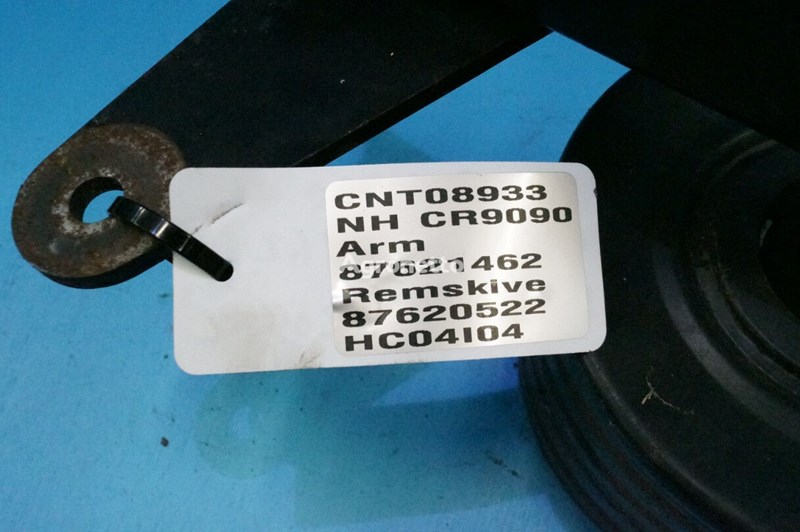 CNT08933
NH CR9090
Arm
87621462
Remskive
87620522
HC04I04